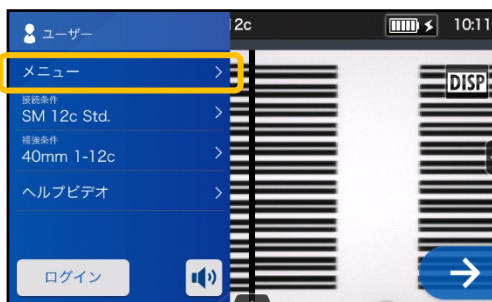 ユーザー
2c
10:11
メニュー
DISP
接続条件
SM 12c Std.
補強条件
40mm 1-12c
ヘルプビデオ
ログイン